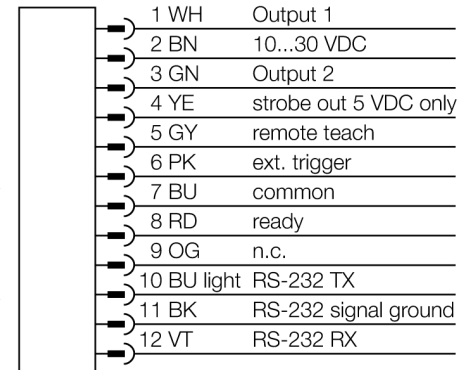 1 WH Output 1
2 BN 10...30 VDC
3 GN Output 2
4 YE strobe out 5 VDC only
5 GY remote teach
6 PK ext. trigger
7 BU common
8 RD ready
9 OG n.c.
10 BU light RS-232 TX
11 BK RS-232 signal ground
12 VT RS-232 RX